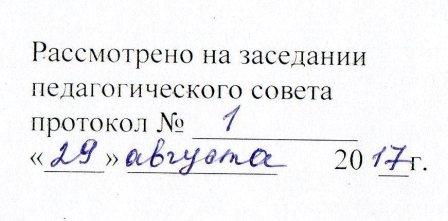 Рассмотрено на заседании
педагогического совета
протокол № 1
«29» августа 2017г.